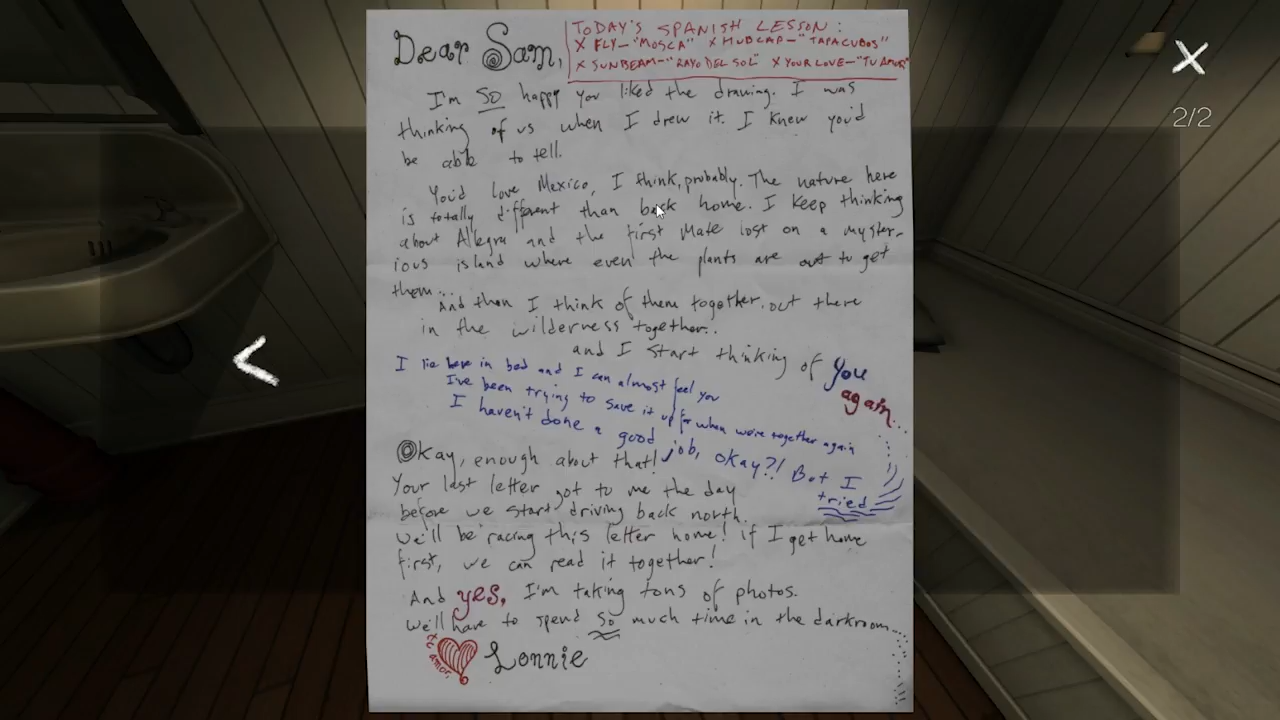 Dear Sam,
TODAY'S SPANISH LESSON:
X FLY-"MOSCA" X HUBCAP-"TAPACUBOS"
X SUNBEAM-"RAYO DEL SOL" X YOUR LOVE-"TU AMOR"
I'm SO happy you liked the drawing. I was
thinking of us when I drew it. I knew you'd
be able to tell.
You'd love Mexico, I think, probably. The nature here
is totally different than back home. I keep thinking
about Allegra and the first Mate lost on a myster-
ious island where even the plants are out to get
them...
And then I think of them together, out there
in the wilderness together..
and I start thinking of you
again...
I lie here in bed and I can almost feel you
I've been trying to save it up for when we're together again
I haven't done a good job, okay?! But I
tried
Okay, enough about that!
Your last letter got to me the day
before we start driving back north.
We'll be racing this letter home! if I get home
first, we can read it together!
And yes, I'm taking tons of photos.
We'll have to spend so much time in the darkroom...
Te amo,
Lonnie
2/2